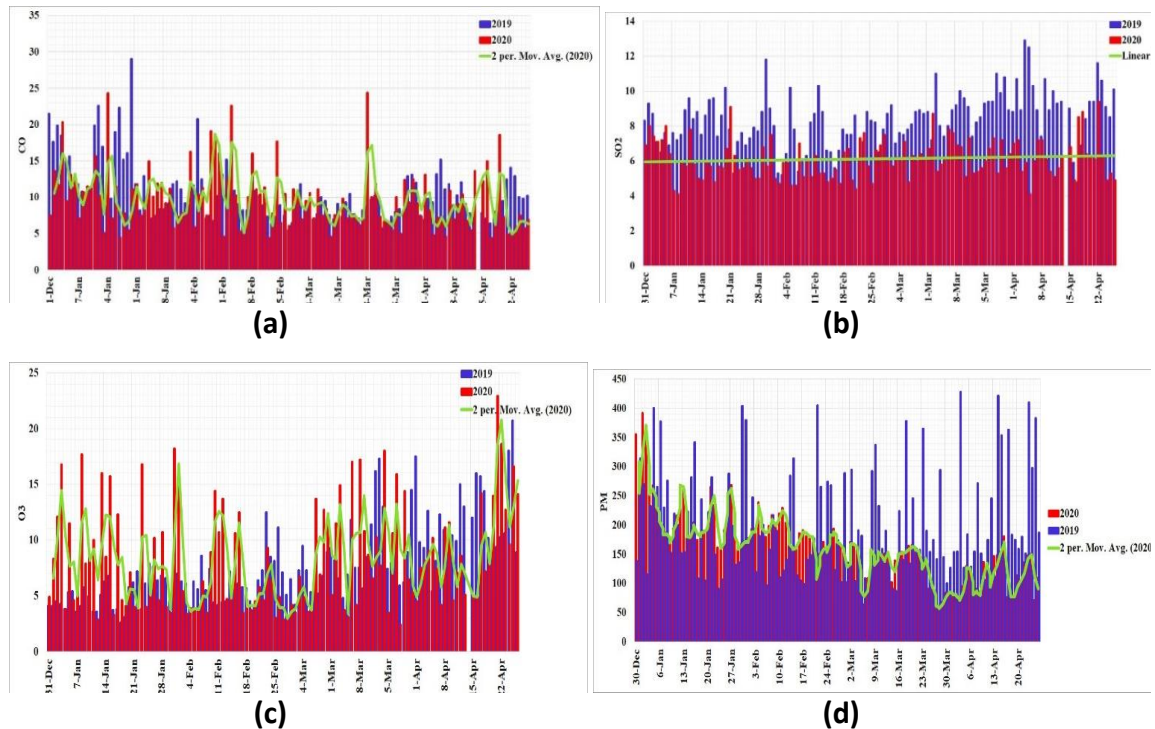 35
30
25
20
15
10
5
0
CO
2019
2020
2 per. Mov. Avg. (2020)
1-Dec 7-Jan 4-Jan 1-Jan 8-Jan 4-Feb 1-Feb 8-Feb 5-Feb 1-Apr
(a)
14
12
10
8
6
4
2
0
SO2
2019
2020
Linear
31-Dec 7-Jan 14-Jan 21-Jan 28-Jan 4-Feb 11-Feb 18-Feb 25-Feb 4-Mar 1-Mar 8-Mar 5-Mar 1-Apr 8-Apr 15-Apr 22-Apr
(b)
25
20
15
10
5
0
O3
2019
2020
2 per. Mov. Avg. (2020)
31-Dec 7-Jan 14-Jan 21-Jan 28-Jan 4-Feb 11-Feb 18-Feb 25-Feb 4-Mar 1-Mar 8-Mar 5-Mar 1-Apr 8-Apr 15-Apr 22-Apr
(c)
450
400
350
300
250
200
150
100
50
0
PM
2020
2019
2 per. Mov. Avg. (2020)
30-Dec 6-Jan 13-Jan 20-Jan 27-Jan 3-Feb 10-Feb 17-Feb 24-Feb 2-Mar 9-Mar 16-Mar 23-Mar 30-Mar 6-Apr 13-Apr 20-Apr
(d)